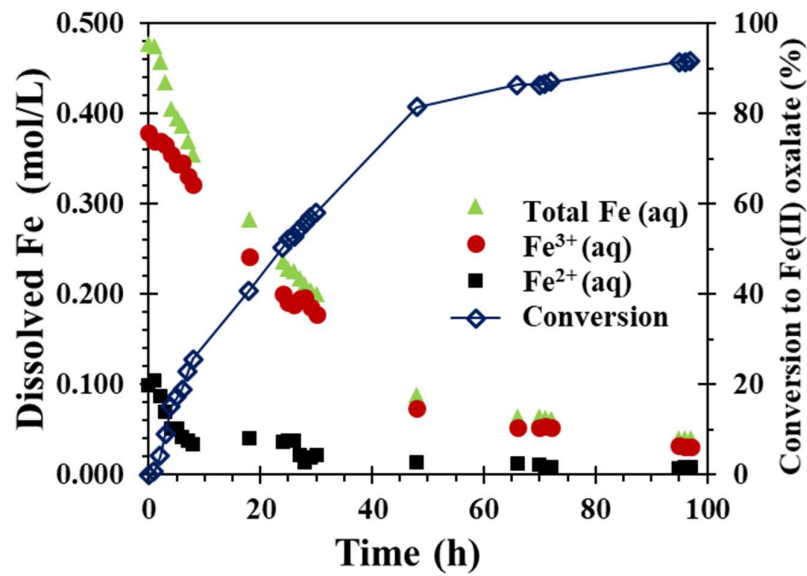 Dissolved Fe (mol/L)
0.500
0.400
0.300
0.200
0.100
0.000
Total Fe (aq)
Fe³⁺(aq)
Fe²⁺(aq)
Conversion
100
80
60
40
20
0
Conversion to Fe(II) oxalate (%)
0 20 40 60 80 100
Time (h)